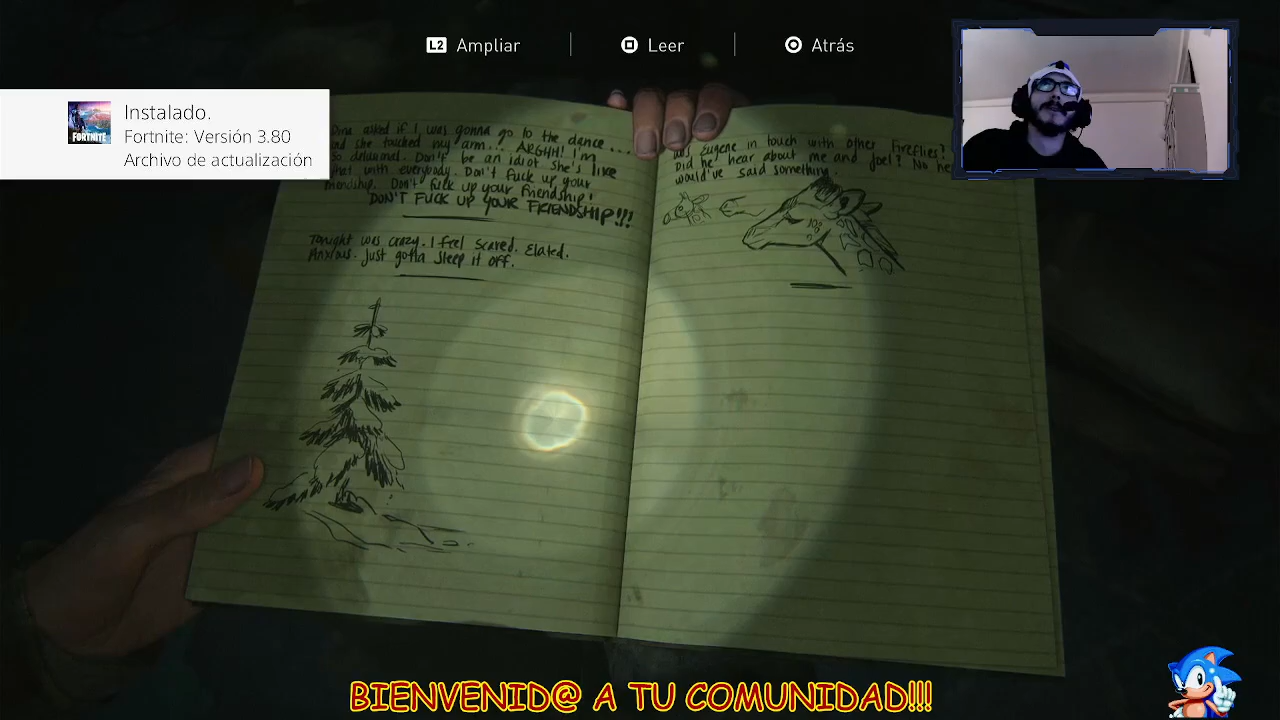 L2 Ampliar
Leer
Atrás
Instalado.
Fortnite: Versión 3.80
Archivo de actualización
FORTNITE
asked if I was gonna go to the dance ...
she touched my arm ... ARGHH! I'm
so delusional. Don't be an idiot. She's like
that with everybody. Don't fuck up your
friendship. Don't fuck up your friendship!
DON'T FUCK UP YOUR FRIENDSHIP!!!
Tonight was crazy. I feel scared. Elated.
Anxious. Just gotta sleep it off.
Was Eugene in touch with other Fireflies?
Did he hear about me and Joel? No he
would've said something.
BIENVENID@ A TU COMUNIDAD!!!